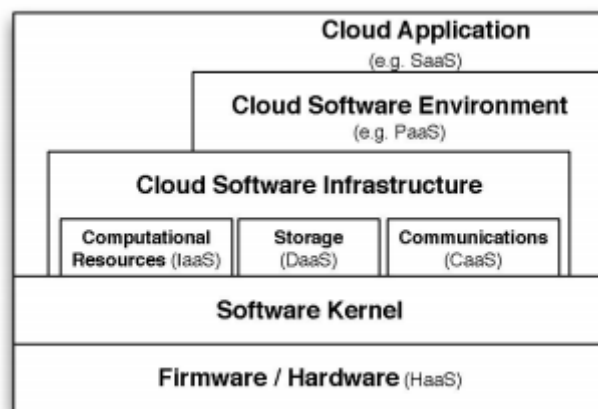 Cloud Application
(e.g. SaaS)
Cloud Software Environment
(e.g. PaaS)
Cloud Software Infrastructure
Computational
Resources (IaaS)
Storage
(DaaS)
Communications
(CaaS)
Software Kernel
Firmware / Hardware (HaaS)